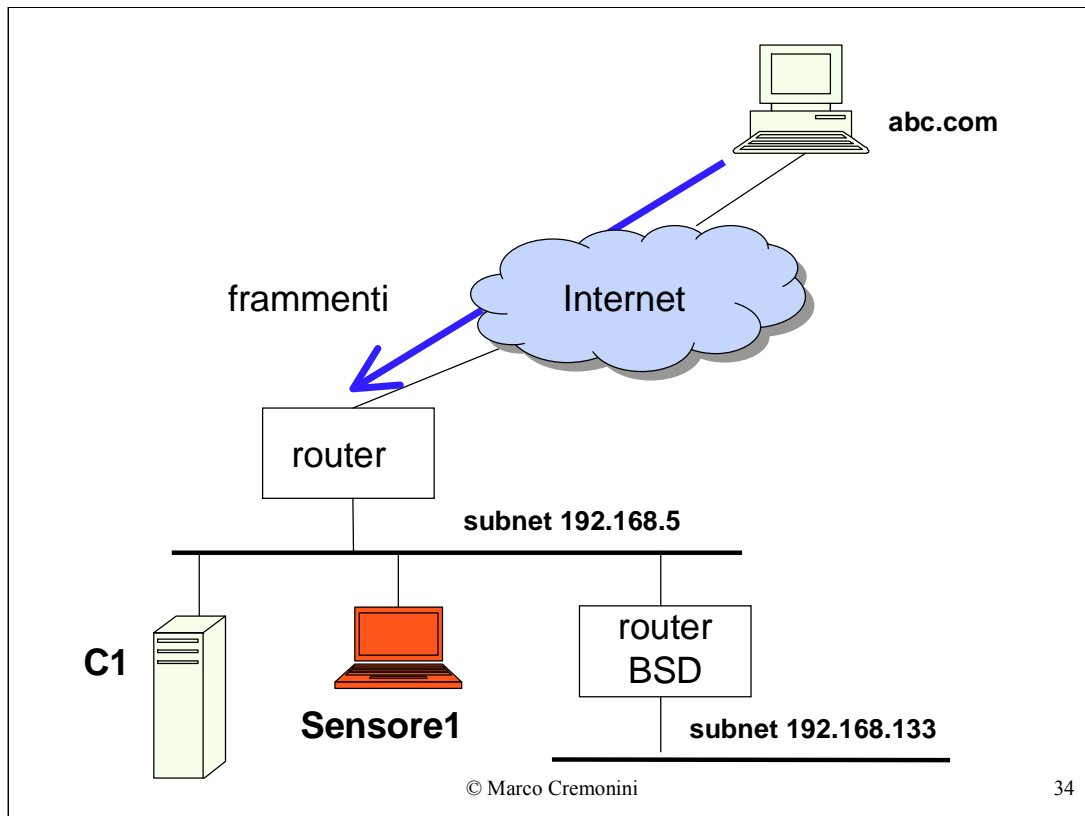 abc.com
frammenti
Internet
router
subnet 192.168.5
C1
Sensore1
router
BSD
subnet 192.168.133
© Marco Cremonini
34